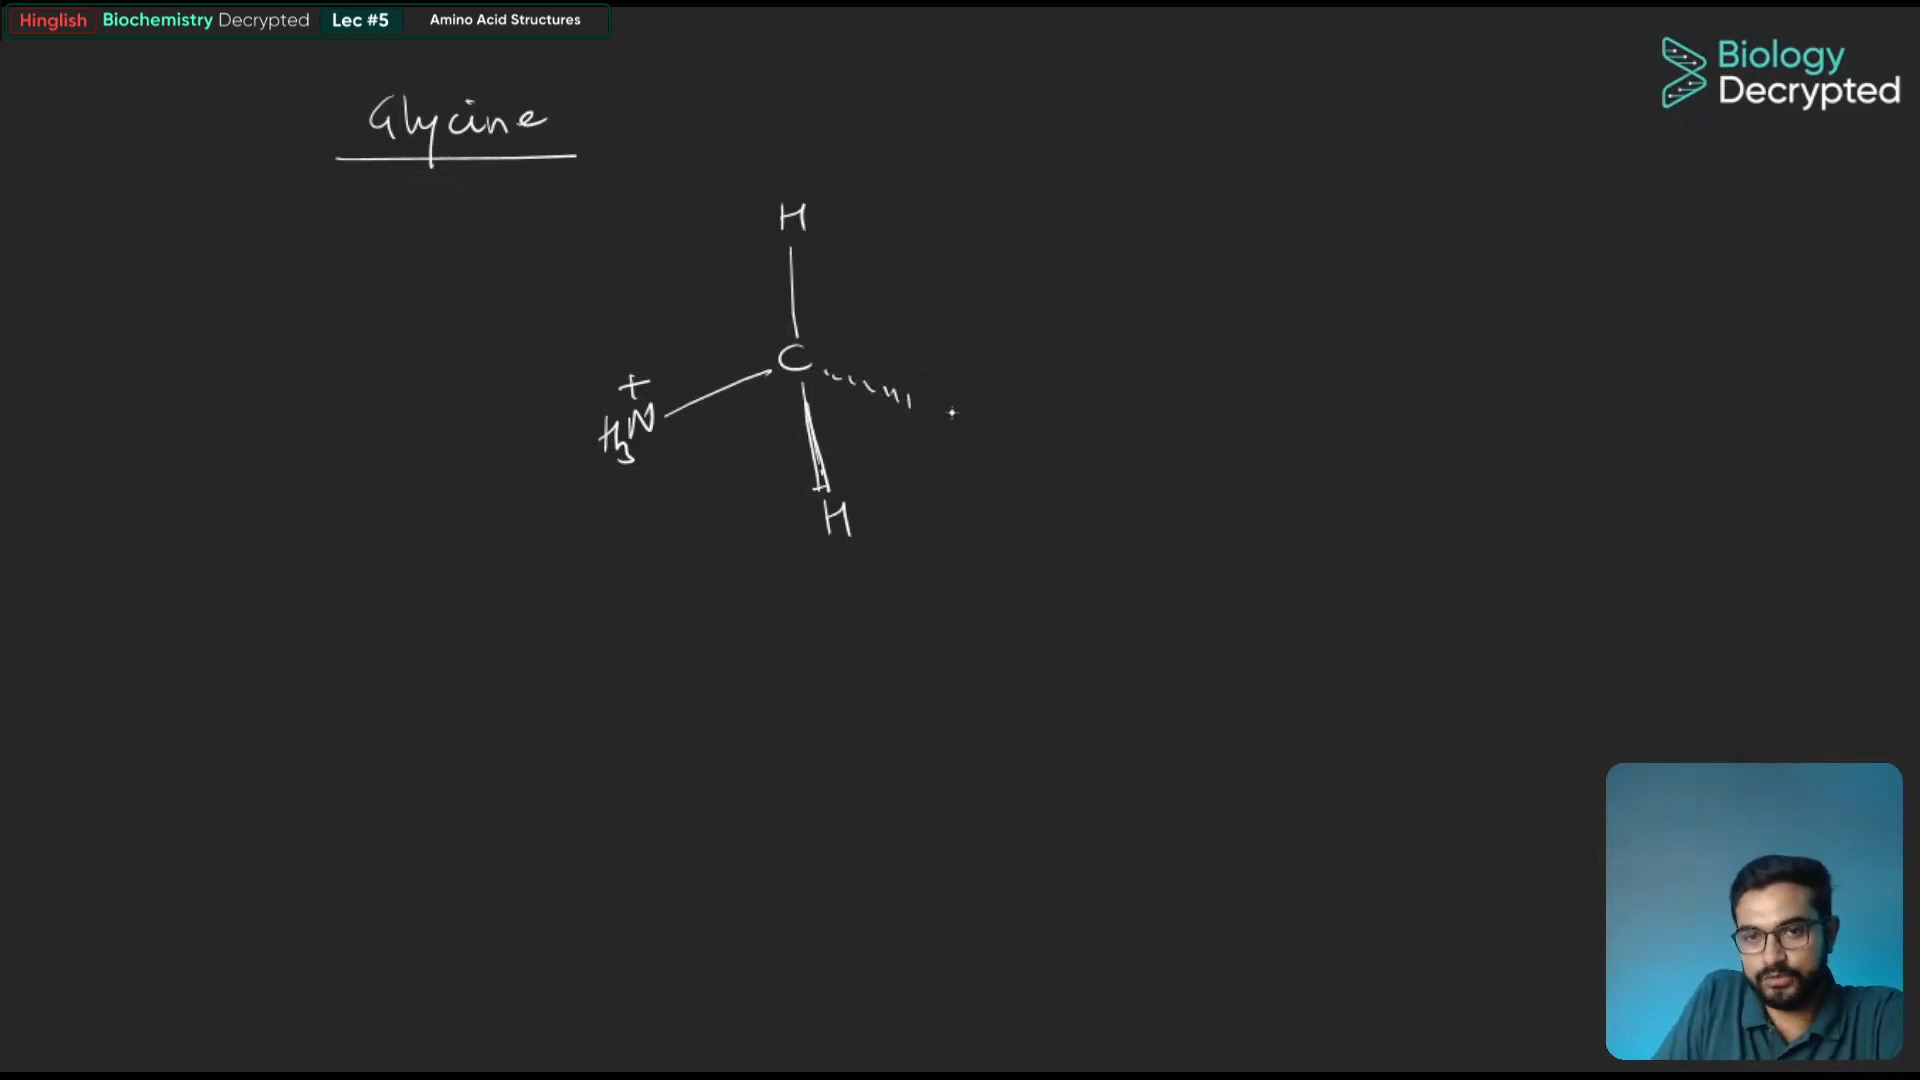 Hinglish Biochemistry Decrypted Lec #5 Amino Acid Structures
Biology
Decrypted
Glycine
H
C
+
H₃N
H